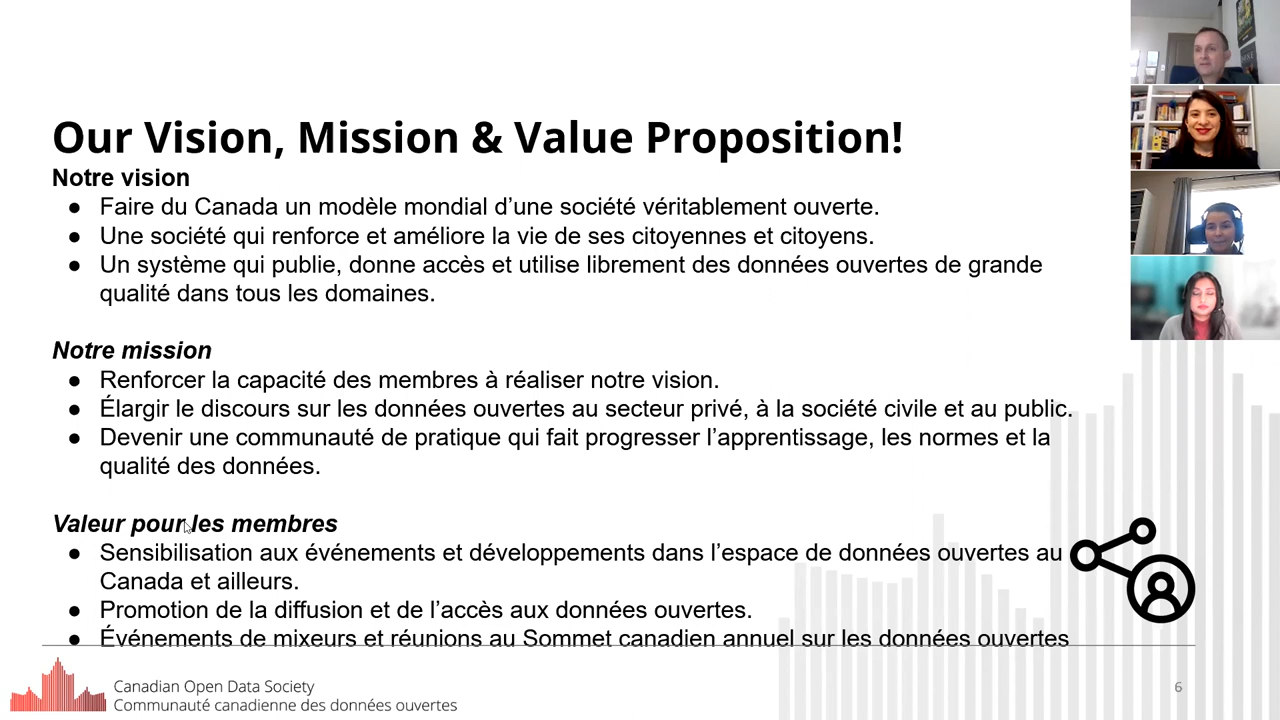 Our Vision, Mission & Value Proposition!
Notre vision
● Faire du Canada un modèle mondial d’une société véritablement ouverte.
● Une société qui renforce et améliore la vie de ses citoyennes et citoyens.
● Un système qui publie, donne accès et utilise librement des données ouvertes de grande
qualité dans tous les domaines.
Notre mission
● Renforcer la capacité des membres à réaliser notre vision.
● Élargir le discours sur les données ouvertes au secteur privé, à la société civile et au public.
● Devenir une communauté de pratique qui fait progresser l’apprentissage, les normes et la
qualité des données.
Valeur pour les membres
● Sensibilisation aux événements et développements dans l’espace de données ouvertes au
Canada et ailleurs.
● Promotion de la diffusion et de l’accès aux données ouvertes.
● Événements de mixeurs et réunions au Sommet canadien annuel sur les données ouvertes
Canadian Open Data Society
Communauté canadienne des données ouvertes
6